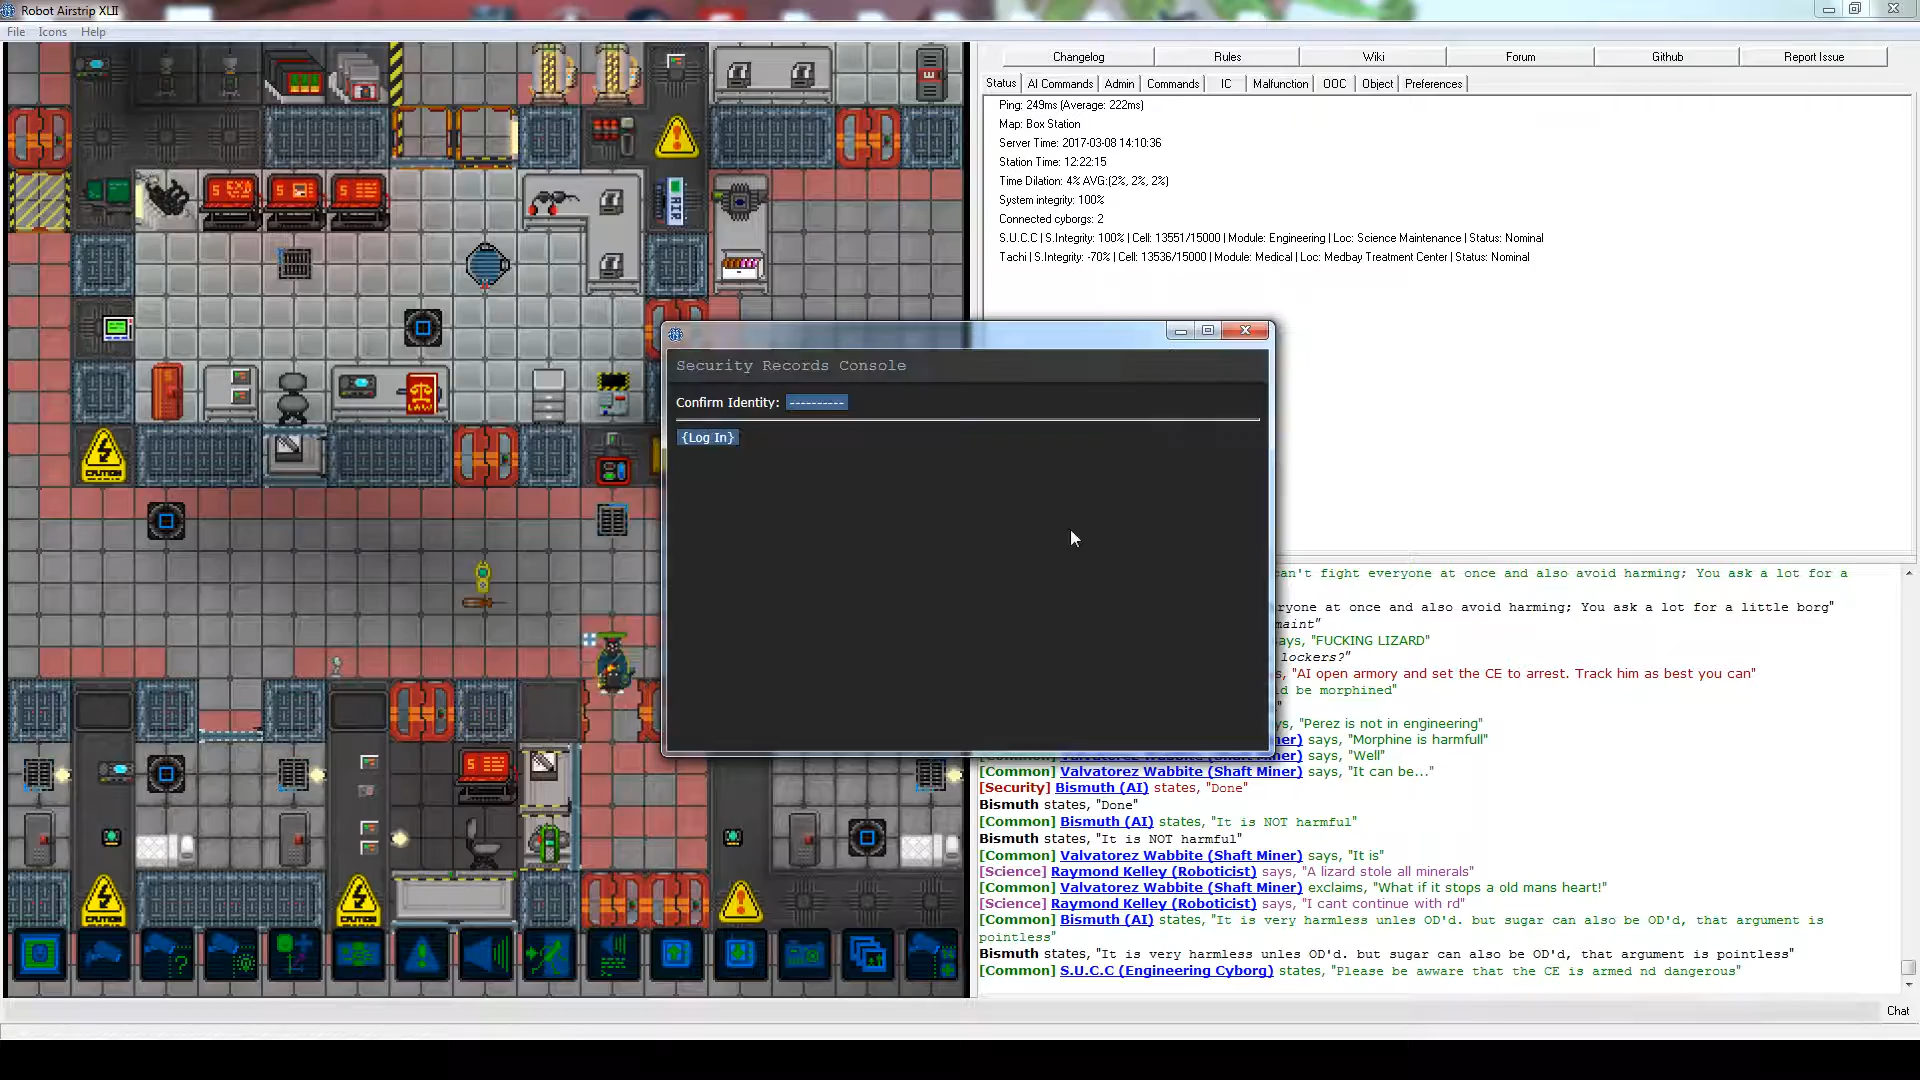 Robot Airstrip XLII
File Icons Help
Changelog Rules Wiki Forum Github Report Issue
Status AI Commands Admin Commands IC Malfunction OOC Object Preferences
Ping: 249ms (Average: 222ms)
Map: Box Station
Server Time: 2017-03-08 14:10:36
Station Time: 12:22:15
Time Dilation: 4% AVG:(2%, 2%, 2%)
System integrity: 100%
Connected cyborgs: 2
S.U.C.C | S.Integrity: 100% | Cell: 13551/15000 | Module: Engineering | Loc: Science Maintenance | Status: Nominal
Tachi | S.Integrity: -70% | Cell: 13536/15000 | Module: Medical | Loc: Medbay Treatment Center | Status: Nominal
Security Records Console
Confirm Identity: ----------
{Log In}
can't fight everyone at once and also avoid harming; You ask a lot for a
ryone at once and also avoid harming; You ask a lot for a little borg"
maint"
says, "FUCKING LIZARD"
lockers?"
s, "AI open armory and set the CE to arrest. Track him as best you can"
d be morphined"
"
ys, "Perez is not in engineering"
ner) says, "Morphine is harmfull"
ner) says, "Well"
[Common] Valvatorez Wabbite (Shaft Miner) says, "It can be..."
[Security] Bismuth (AI) states, "Done"
Bismuth states, "Done"
[Common] Bismuth (AI) states, "It is NOT harmful"
Bismuth states, "It is NOT harmful"
[Common] Valvatorez Wabbite (Shaft Miner) says, "It is"
[Science] Raymond Kelley (Roboticist) says, "A lizard stole all minerals"
[Common] Valvatorez Wabbite (Shaft Miner) exclaims, "What if it stops a old mans heart!"
[Science] Raymond Kelley (Roboticist) says, "I cant continue with rd"
[Common] Bismuth (AI) states, "It is very harmless unles OD'd. but sugar can also be OD'd, that argument is
pointless"
Bismuth states, "It is very harmless unles OD'd. but sugar can also be OD'd, that argument is pointless"
[Common] S.U.C.C (Engineering Cyborg) states, "Please be awware that the CE is armed nd dangerous"
Chat
CAUTION
AIR
LAW
CAUTION
CAUTION